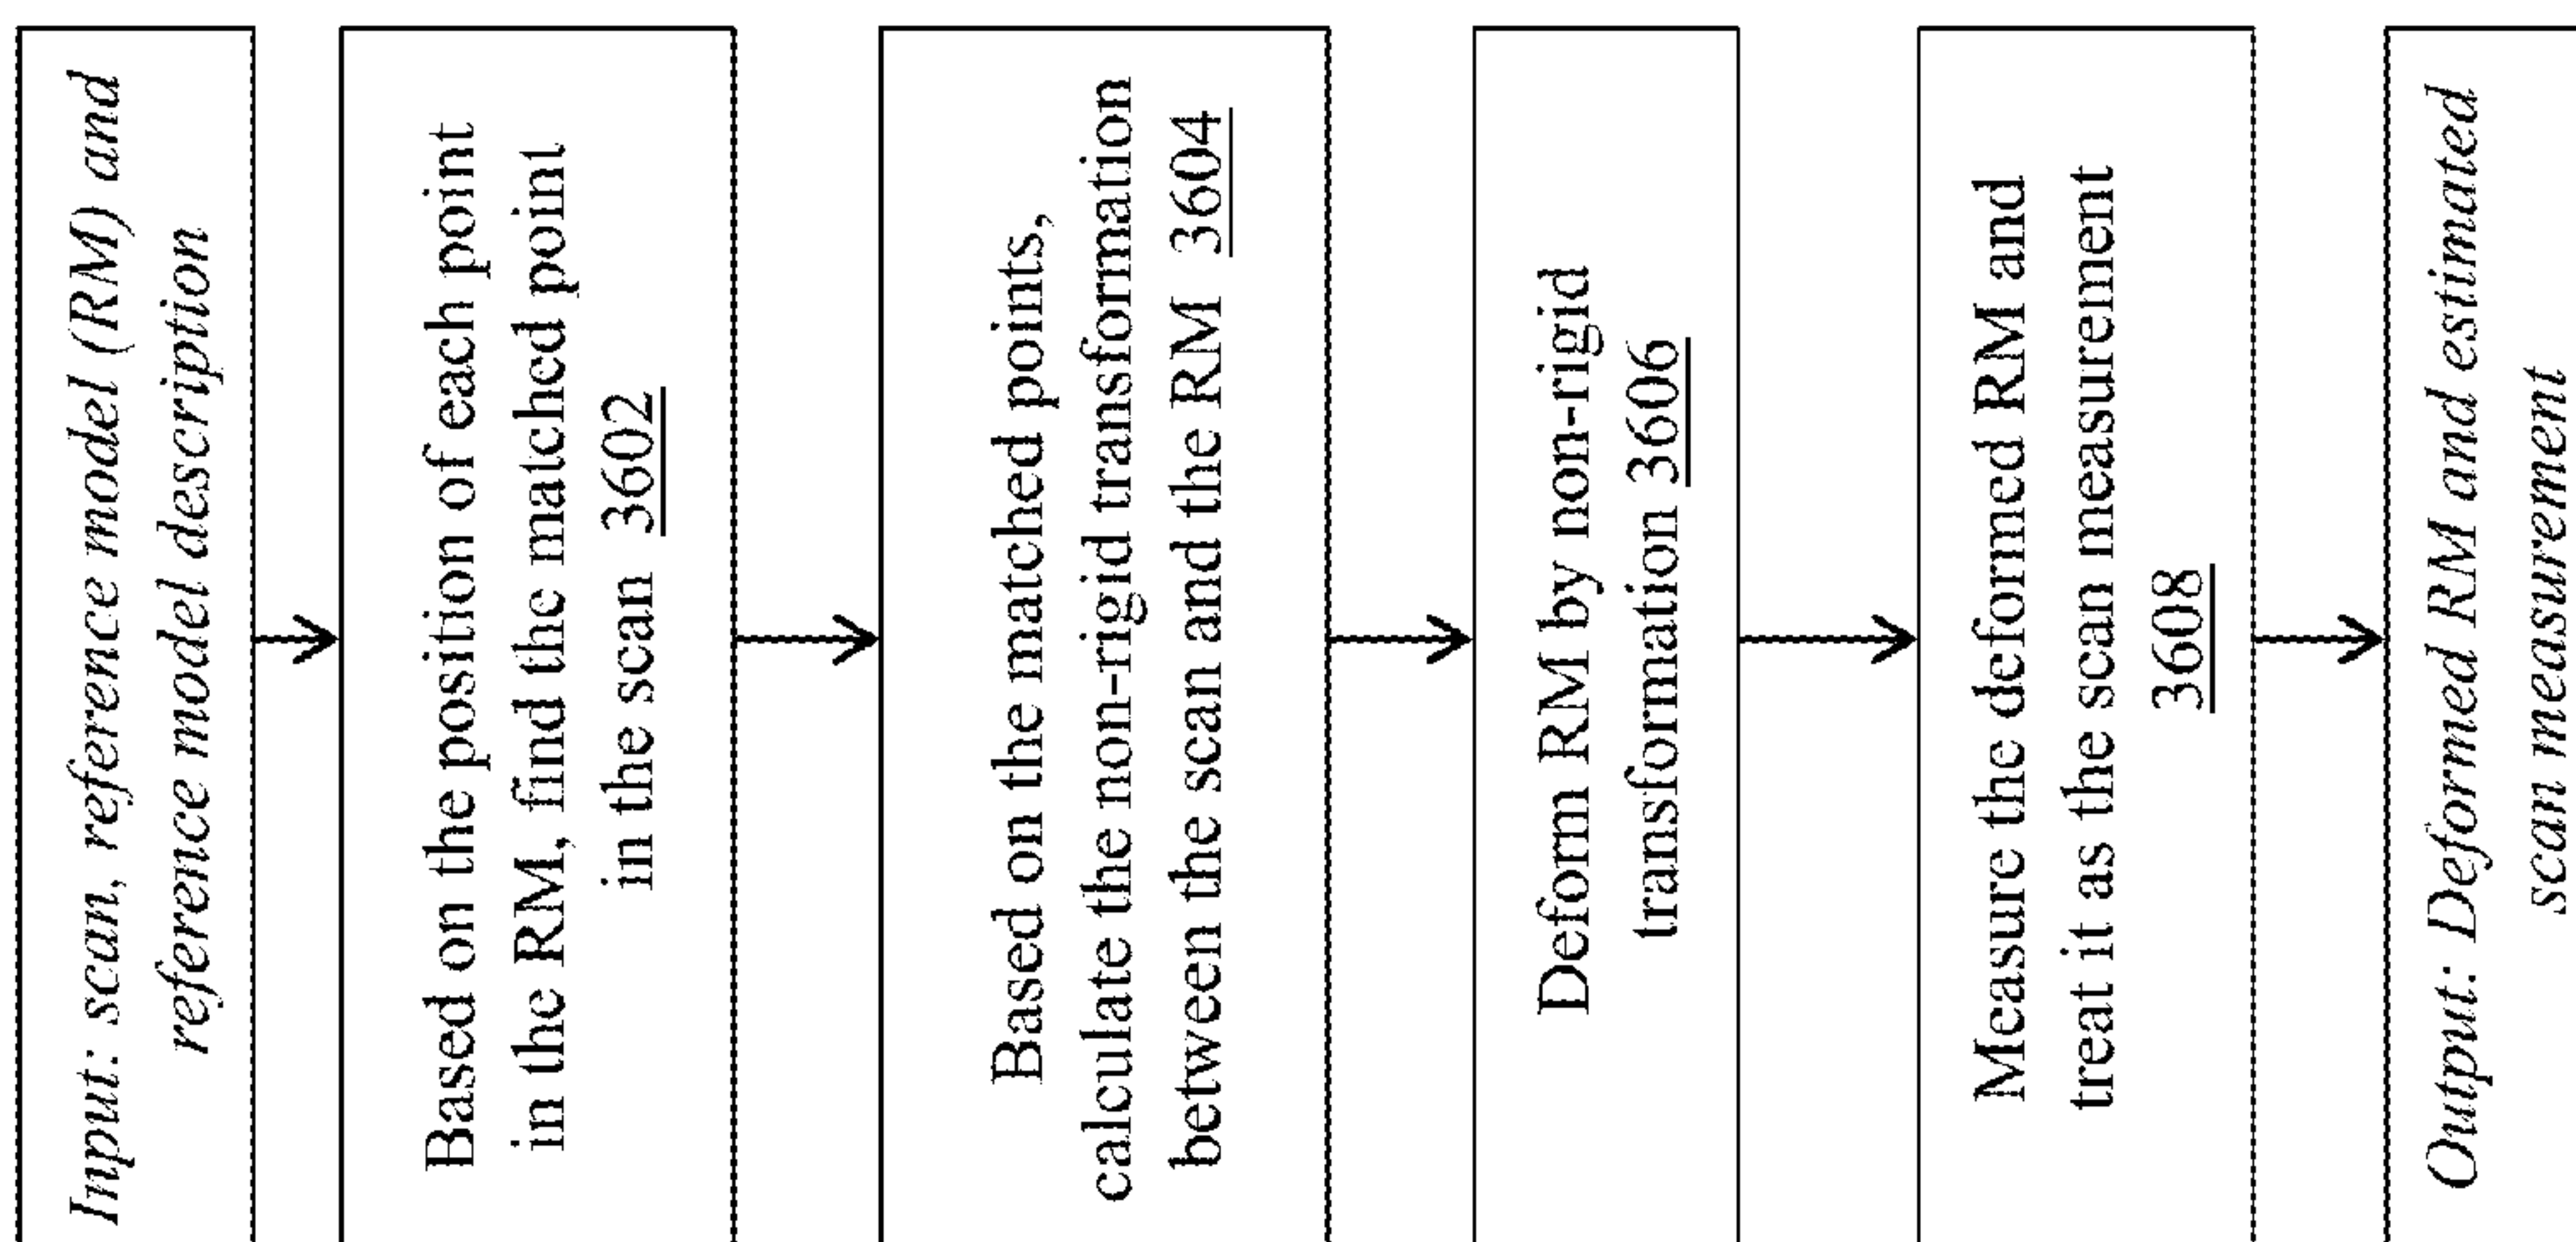 Input: scan, reference model (RM) and
reference model description
Based on the position of each point
in the RM, find the matched point
in the scan 3602
Based on the matched points,
calculate the non-rigid transformation
between the scan and the RM 3604
Deform RM by non-rigid
transformation 3606
Measure the deformed RM and
treat it as the scan measurement
3608
Output: Deformed RM and estimated
scan measurement